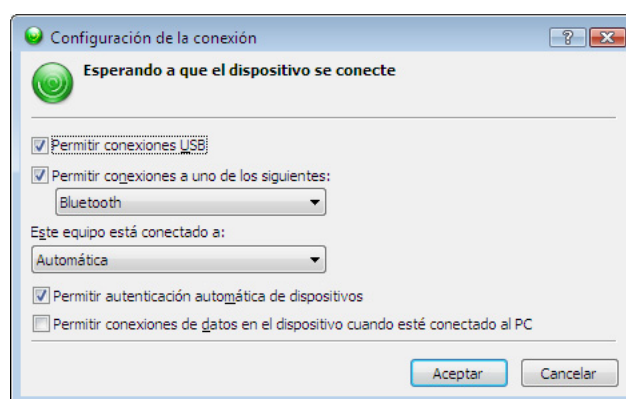 Configuración de la conexión
Esperando a que el dispositivo se conecte
Permitir conexiones USB
Permitir conexiones a uno de los siguientes:
Bluetooth
Este equipo está conectado a:
Automática
Permitir autenticación automática de dispositivos
Permitir conexiones de datos en el dispositivo cuando esté conectado al PC
Aceptar Cancelar